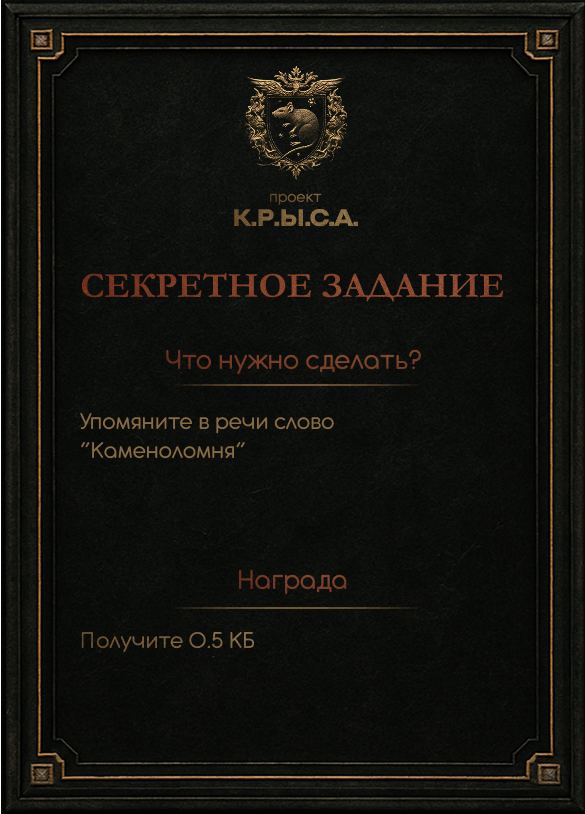 проект
К.Р.Ы.С.А.
СЕКРЕТНОЕ ЗАДАНИЕ
Что нужно сделать?
Упомяните в речи слово
"Каменоломня"
Награда
Получите 0.5 КБ